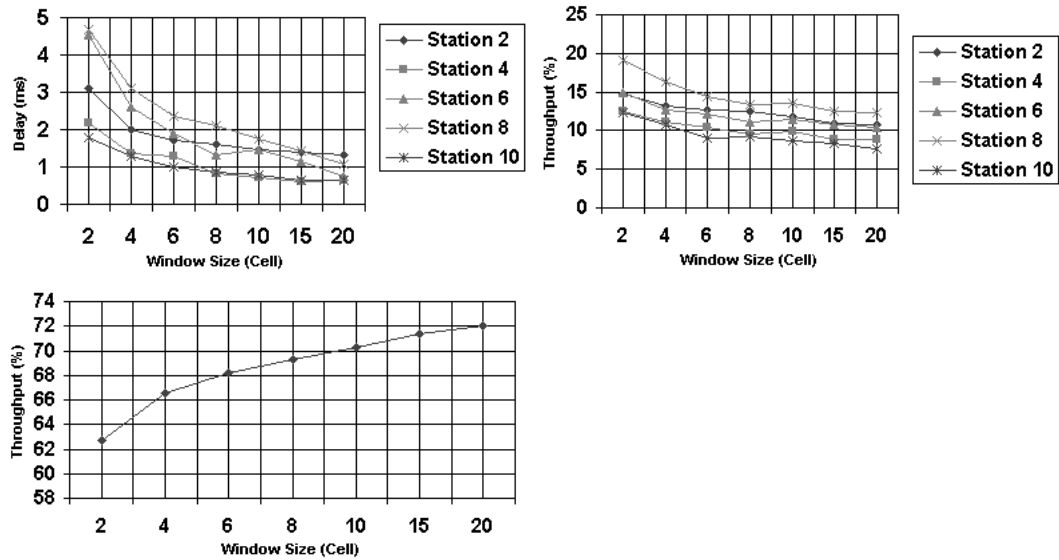 5
4
3
2
1
0
Delay (ms)
2 4 6 8 10 15 20
Window Size (Cell)
Station 2
Station 4
Station 6
Station 8
Station 10
25
20
15
10
5
0
Throughput (%)
2 4 6 8 10 15 20
Window Size (Cell)
Station 2
Station 4
Station 6
Station 8
Station 10
74
72
70
68
66
64
62
60
58
Throughput (%)
2 4 6 8 10 15 20
Window Size (Cell)